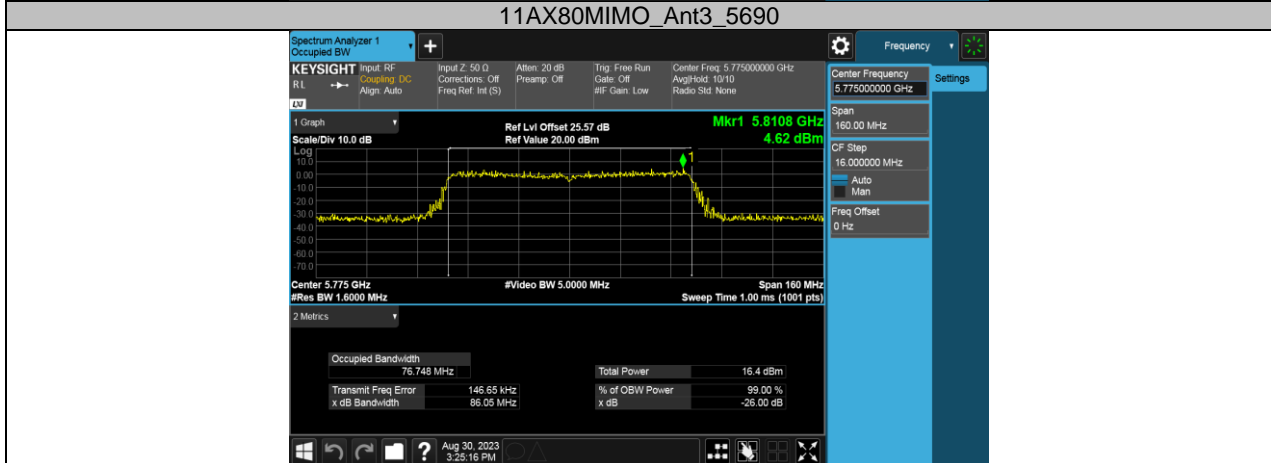 11AX80MIMO_Ant3_5690
Spectrum Analyzer 1
Occupied BW
Frequency
KEYSIGHT
RL
Input: RF
Coupling: DC
Align: Auto
Input Z: 50 Ω
Corrections: Off
Freq Ref: Int (S)
Atten: 20 dB
Preamp: Off
Trig: Free Run
Gate: Off
#IF Gain: Low
Center Freq: 5.775000000 GHz
Avg|Hold: 10/10
Radio Std: None
LXI
Center Frequency
5.775000000 GHz
Settings
Span
160.00 MHz
CF Step
16.000000 MHz
Auto
Man
Freq Offset
0 Hz
1 Graph
Scale/Div 10.0 dB
Ref Lvl Offset 25.57 dB
Ref Value 20.00 dBm
Mkr1 5.8108 GHz
4.62 dBm
Log
10.0
0.00
-10.0
-20.0
-30.0
-40.0
-50.0
-60.0
-70.0
1
Center 5.775 GHz
#Res BW 1.6000 MHz
#Video BW 5.0000 MHz
Span 160 MHz
Sweep Time 1.00 ms (1001 pts)
2 Metrics
Occupied Bandwidth
76.748 MHz
Transmit Freq Error 146.65 kHz
x dB Bandwidth 86.05 MHz
Total Power 16.4 dBm
% of OBW Power 99.00 %
x dB -26.00 dB
?
Aug 30, 2023
3:25:16 PM